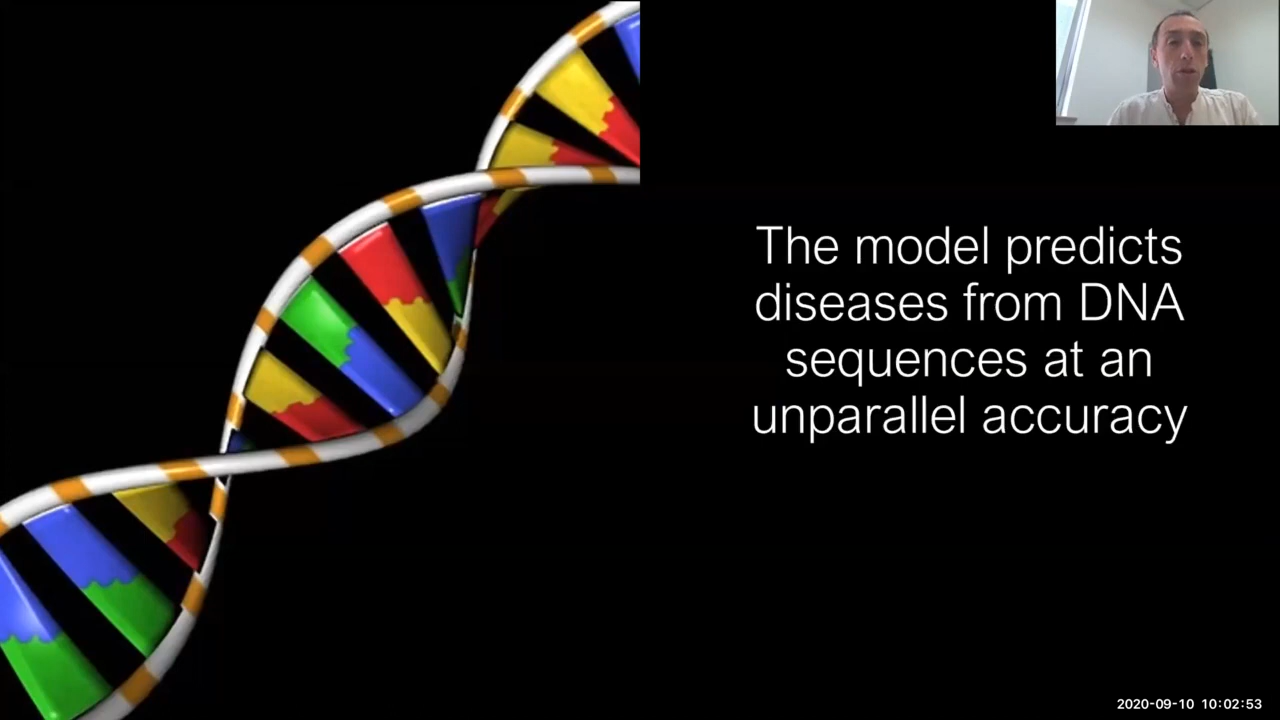 The model predicts
diseases from DNA
sequences at an
unparallel accuracy
2020-09-10 10:02:53